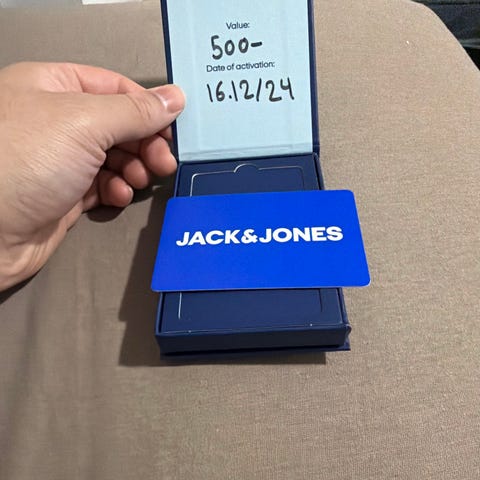 Value:
500-
Date of activation:
16.12/24
JACK&JONES